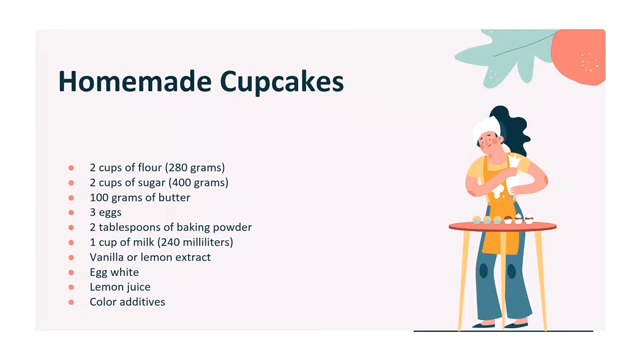 Homemade Cupcakes
2 cups of flour (280 grams)
2 cups of sugar (400 grams)
100 grams of butter
3 eggs
2 tablespoons of baking powder
1 cup of milk (240 milliliters)
Vanilla or lemon extract
Egg white
Lemon juice
Color additives